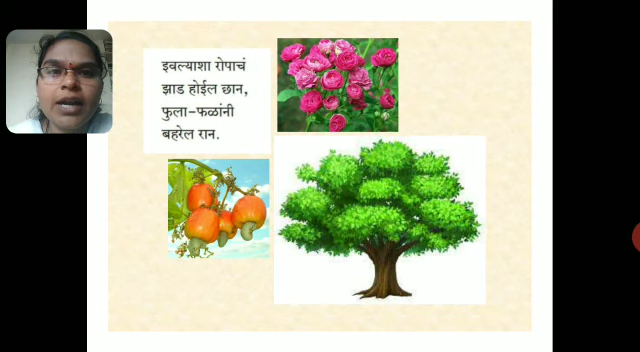 इवल्याशा रोपाचं
झाड होईल छान,
फुला-फळांनी
बहरेल रान.